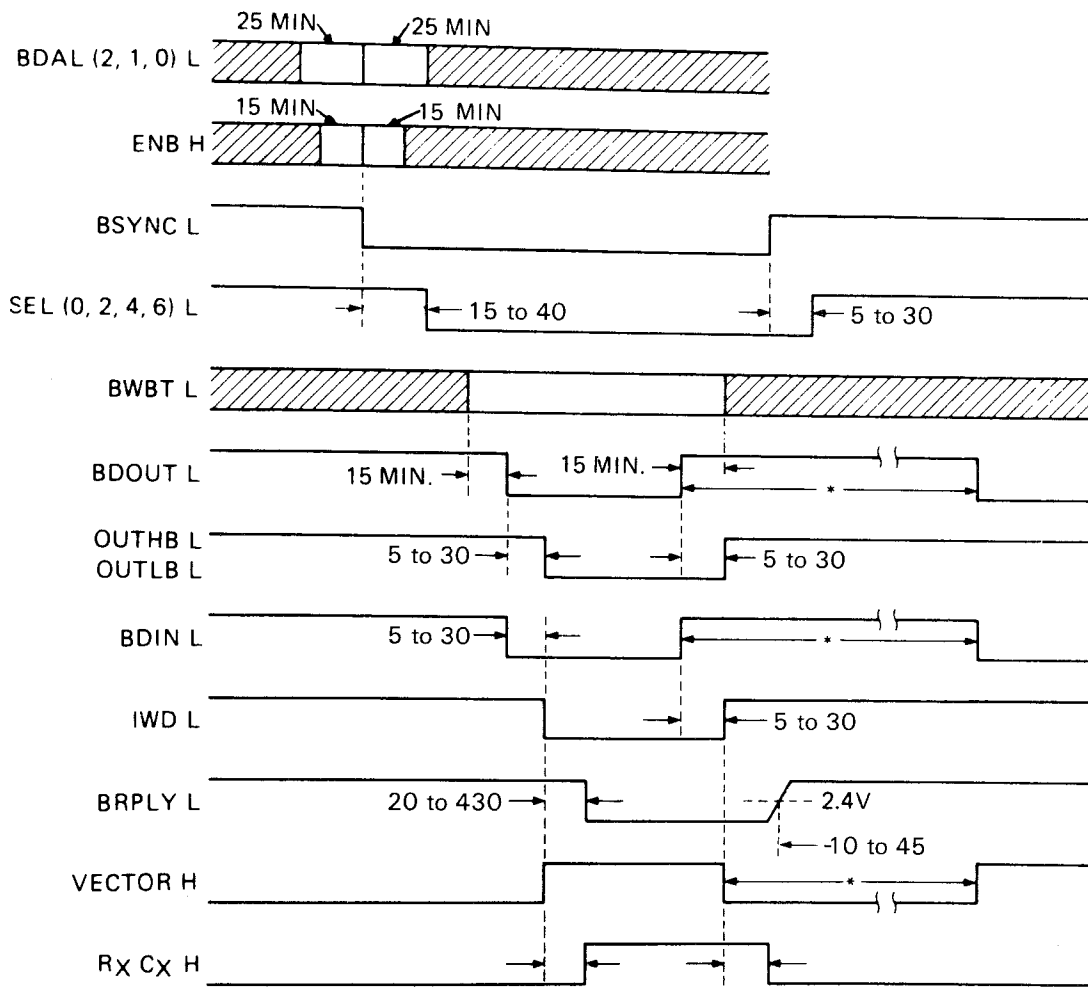 25 MIN 25 MIN
BDAL (2, 1, 0) L
15 MIN 15 MIN
ENB H
BSYNC L
SEL (0, 2, 4, 6) L 15 to 40 5 to 30
BWBT L
BDOUT L 15 MIN. 15 MIN. *
OUTHB L
OUTLB L 5 to 30 5 to 30
BDIN L 5 to 30 *
IWD L 5 to 30
BRPLY L 20 to 430 2.4V
-10 to 45
VECTOR H *
RX CX H